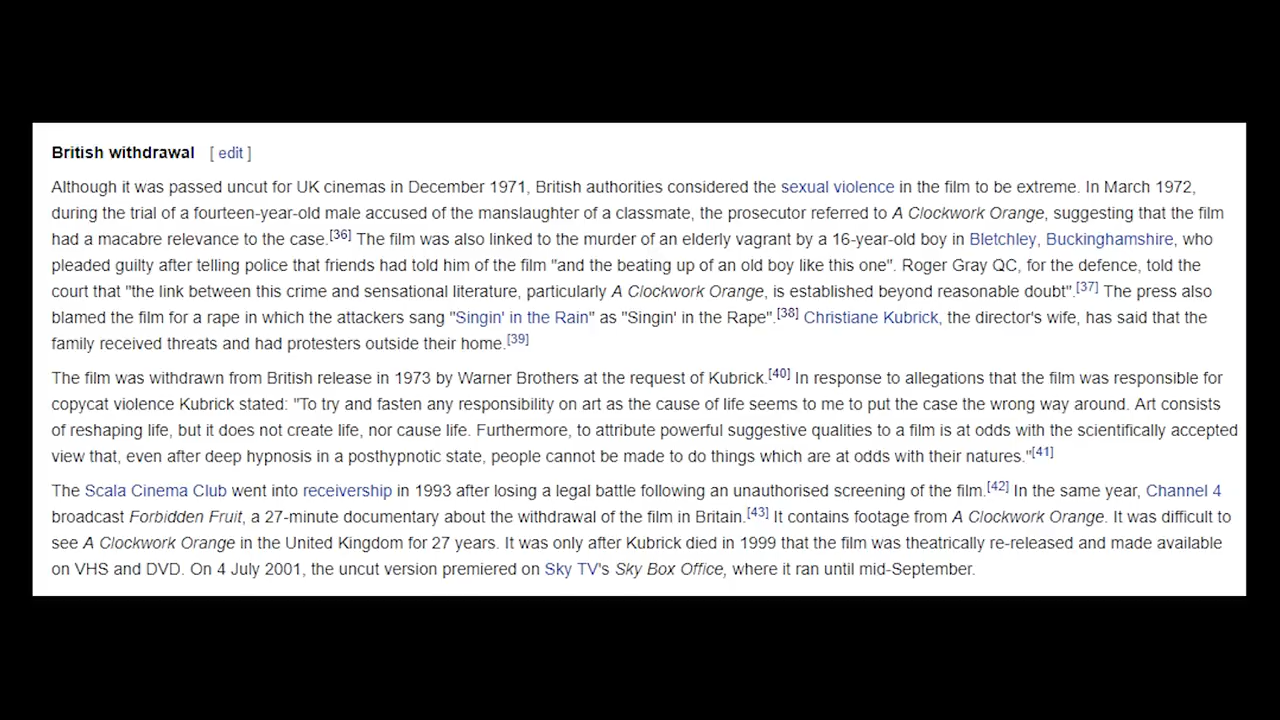 British withdrawal [ edit ]
Although it was passed uncut for UK cinemas in December 1971, British authorities considered the sexual violence in the film to be extreme. In March 1972,
during the trial of a fourteen-year-old male accused of the manslaughter of a classmate, the prosecutor referred to A Clockwork Orange, suggesting that the film
had a macabre relevance to the case.[36] The film was also linked to the murder of an elderly vagrant by a 16-year-old boy in Bletchley, Buckinghamshire, who
pleaded guilty after telling police that friends had told him of the film "and the beating up of an old boy like this one". Roger Gray QC, for the defence, told the
court that "the link between this crime and sensational literature, particularly A Clockwork Orange, is established beyond reasonable doubt".[37] The press also
blamed the film for a rape in which the attackers sang "Singin' in the Rain" as "Singin' in the Rape".[38] Christiane Kubrick, the director's wife, has said that the
family received threats and had protesters outside their home.[39]
The film was withdrawn from British release in 1973 by Warner Brothers at the request of Kubrick.[40] In response to allegations that the film was responsible for
copycat violence Kubrick stated: "To try and fasten any responsibility on art as the cause of life seems to me to put the case the wrong way around. Art consists
of reshaping life, but it does not create life, nor cause life. Furthermore, to attribute powerful suggestive qualities to a film is at odds with the scientifically accepted
view that, even after deep hypnosis in a posthypnotic state, people cannot be made to do things which are at odds with their natures."[41]
The Scala Cinema Club went into receivership in 1993 after losing a legal battle following an unauthorised screening of the film.[42] In the same year, Channel 4
broadcast Forbidden Fruit, a 27-minute documentary about the withdrawal of the film in Britain.[43] It contains footage from A Clockwork Orange. It was difficult to
see A Clockwork Orange in the United Kingdom for 27 years. It was only after Kubrick died in 1999 that the film was theatrically re-released and made available
on VHS and DVD. On 4 July 2001, the uncut version premiered on Sky TV's Sky Box Office, where it ran until mid-September.